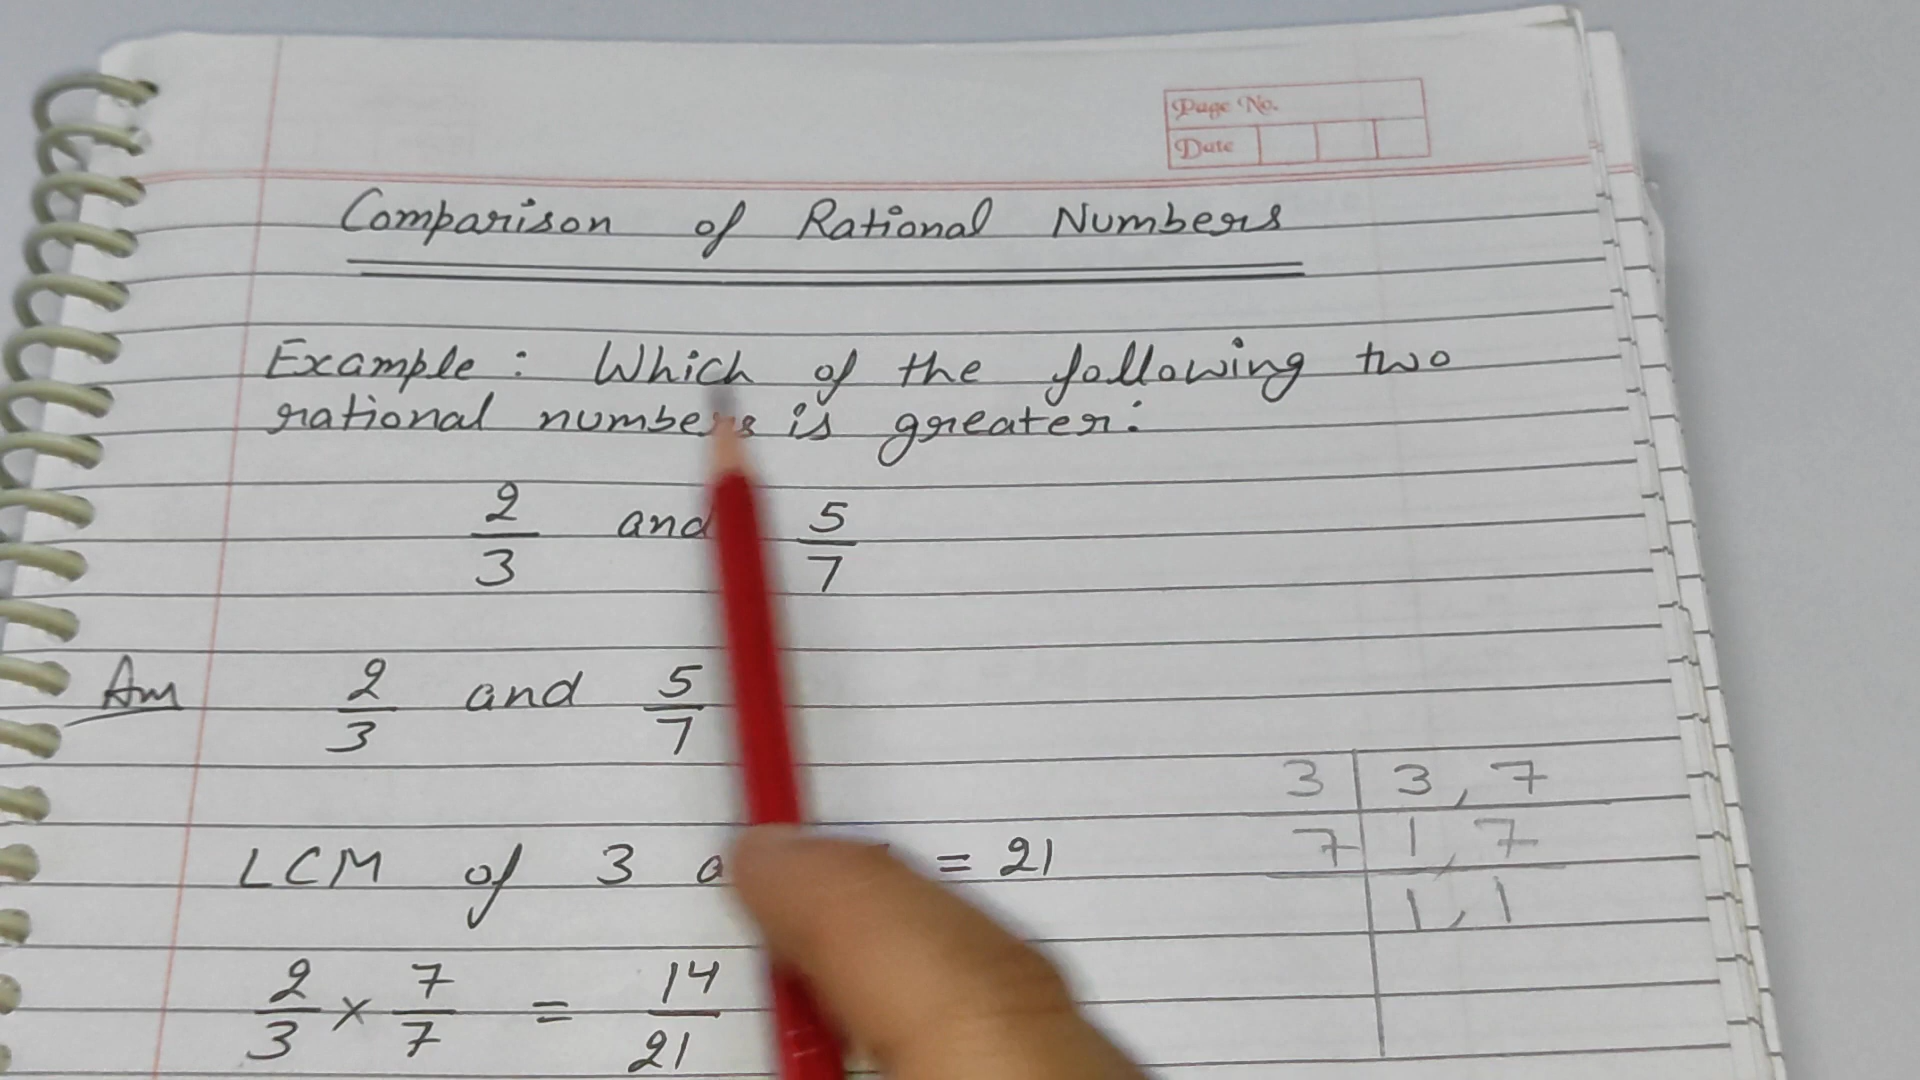 Page No.
Date
Comparison of Rational Numbers
Example : Which of the following two
rational numbers is greater:
2/3 and 5/7
Ans 2/3 and 5/7
3 | 3, 7
7 | 1, 7
1, 1
LCM of 3 = 21
2/3 × 7/7 = 14/21